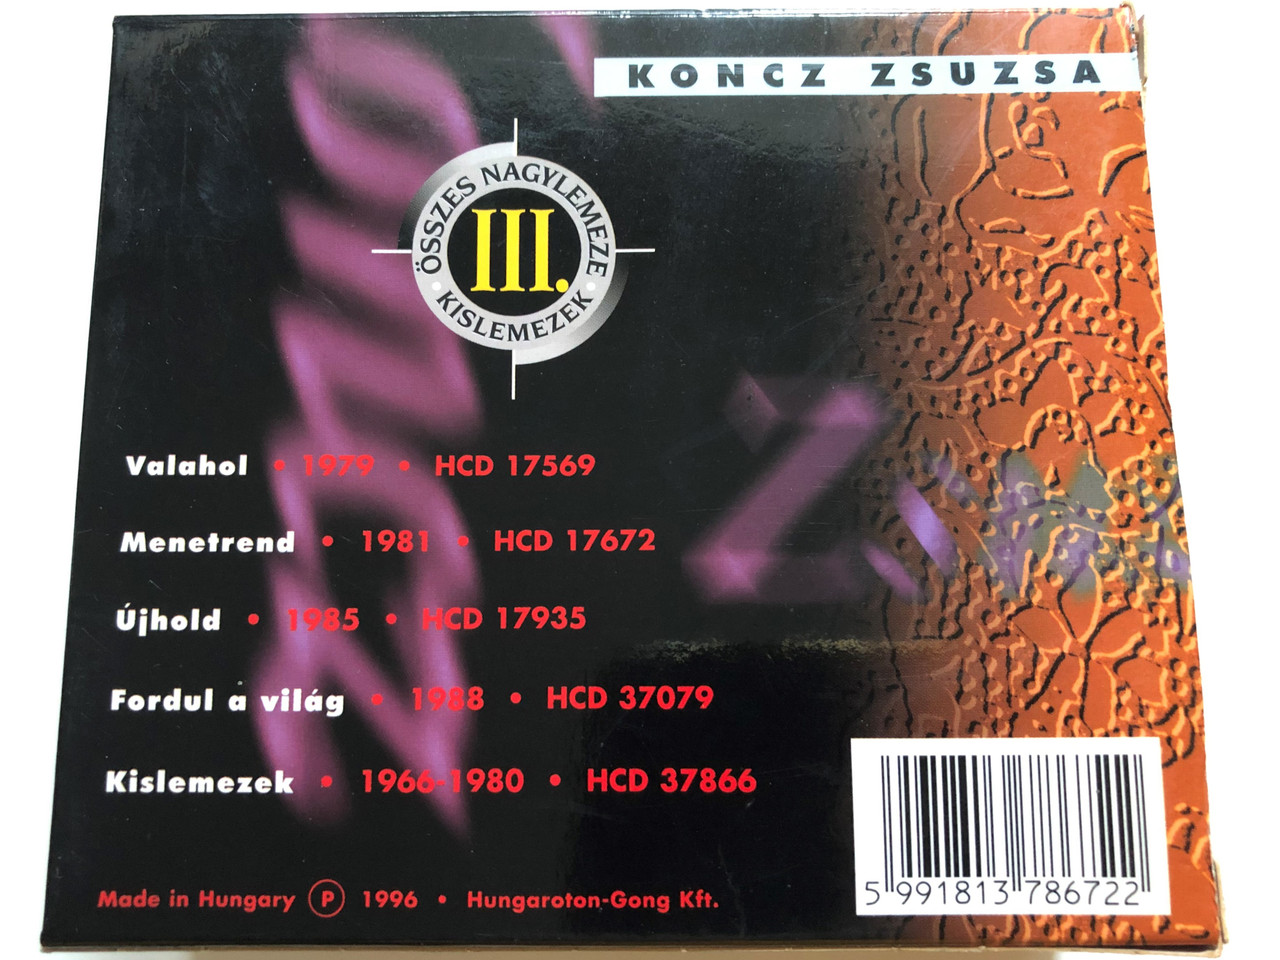 KONCZ ZSUZSA
ÖSSZES NAGYLEMEZE
III.
• KISLEMEZEK •
Valahol • 1979 • HCD 17569
Menetrend • 1981 • HCD 17672
Újhold • 1985 • HCD 17935
Fordul a világ • 1988 • HCD 37079
Kislemezek • 1966-1980 • HCD 37866
Made in Hungary Ⓟ 1996 • Hungaroton-Gong Kft.
5 991813 786722